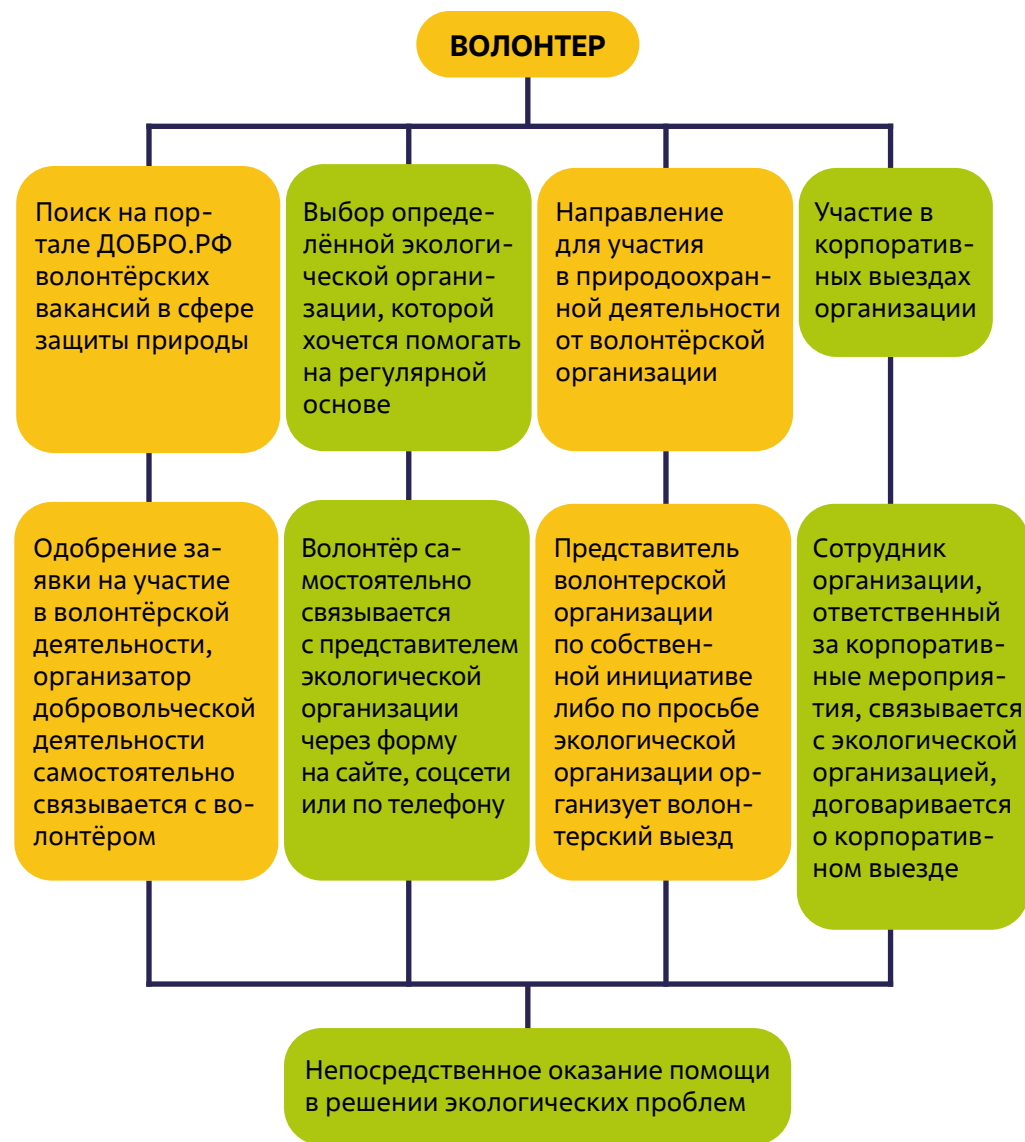 ВОЛОНТЕР
Поиск на пор-
тале ДОБРО.РФ
волонтёрских
вакансий в сфере
защиты природы
Выбор опреде-
лённой экологи-
ческой органи-
зации, которой
хочется помогать
на регулярной
основе
Направление
для участия
в природоохран-
ной деятельности
от волонтёрской
организации
Участие в
корпоратив-
ных выездах
организации
Одобрение за-
явки на участие
в волонтёрской
деятельности,
организатор
добровольческой
деятельности
самостоятельно
связывается с во-
лонтёром
Волонтёр са-
мостоятельно
связывается
с представителем
экологической
организации
через форму
на сайте, соцсети
или по телефону
Представитель
волонтерской
организации
по собствен-
ной инициативе
либо по просьбе
экологической
организации ор-
ганизует волон-
терский выезд
Сотрудник
организации,
ответственный
за корпоратив-
ные мероприя-
тия, связывается
с экологической
организацией,
договаривается
о корпоратив-
ном выезде
Непосредственное оказание помощи
в решении экологических проблем